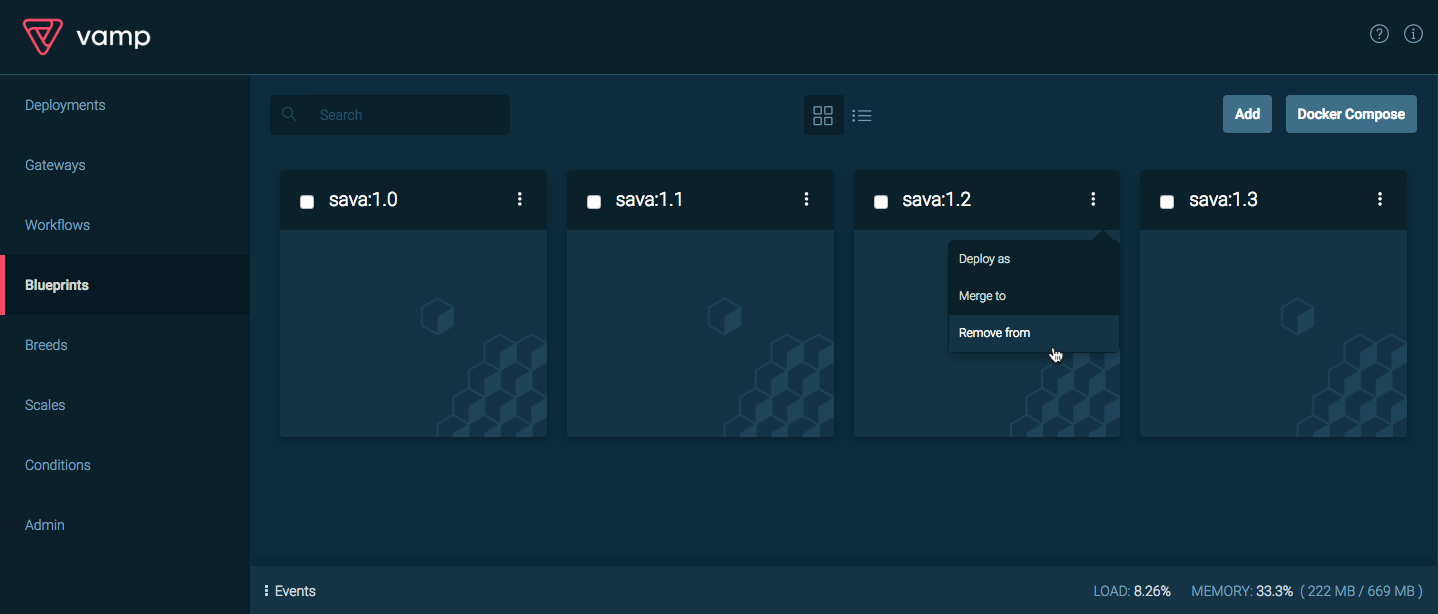 vamp
Deployments
Gateways
Workflows
Blueprints
Breeds
Scales
Conditions
Admin
Search
Add
Docker Compose
sava:1.0
sava:1.1
sava:1.2
sava:1.3
Deploy as
Merge to
Remove from
Events
LOAD: 8.26% MEMORY: 33.3% ( 222 MB / 669 MB )